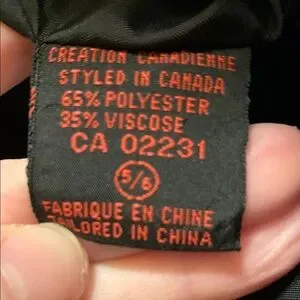 CREATION CANADIENNE
STYLED IN CANADA
65% POLYESTER
35% VISCOSE
CA 02231
5/6
FABRIQUE EN CHINE
TAILORED IN CHINA